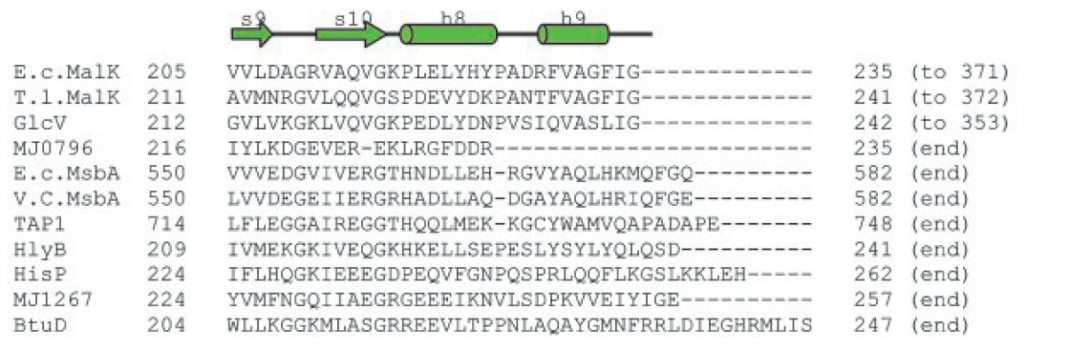 s9 s10 h8 h9
E.c.MalK 205 VVLDAGRVAQVGKPLELYHYPADRFVAGFIG------------- 235 (to 371)
T.l.MalK 211 AVMNRGVLQQVGSPDEVYDKPANTFVAGFIG------------- 241 (to 372)
GlcV 212 GVLVKGKLVQVGKPEDLYDNPVSIQVASLIG------------- 242 (to 353)
MJ0796 216 IYLKDGEVER-EKLRGFDDR------------------------ 235 (end)
E.c.MsbA 550 VVVEDGVIVERGTHNDLLEH-RGVYAQLHKMQFGQ--------- 582 (end)
V.C.MsbA 550 LVVDEGEIIERGRHADLLAQ-DGAYAQLHRIQFGE--------- 582 (end)
TAP1 714 LFLEGGAIREGGTHQQLMEK-KGCYWAMVQAPADAPE------- 748 (end)
HlyB 209 IVMEKGKIVEQGKHKELLSEPESLYSYLYQLQSD---------- 241 (end)
HisP 224 IFLHQGKIEEEGDPEQVFGNPQSPRLQQFLKGSLKKLEH----- 262 (end)
MJ1267 224 YVMFNGQIIAEGRGEEEIKNVLSDPKVVEIYIGE---------- 257 (end)
BtuD 204 WLLKGGKMLASGRREEVLTPPNLAQAYGMNFRRLDIEGHRMLIS 247 (end)